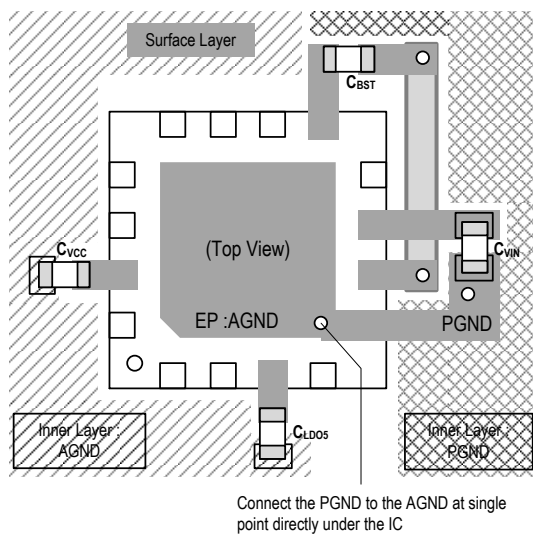 Surface Layer
CBST
CVCC
(Top View)
CVIN
EP :AGND
PGND
Inner Layer :
AGND
CLDO5
Inner Layer :
PGND
Connect the PGND to the AGND at single
point directly under the IC